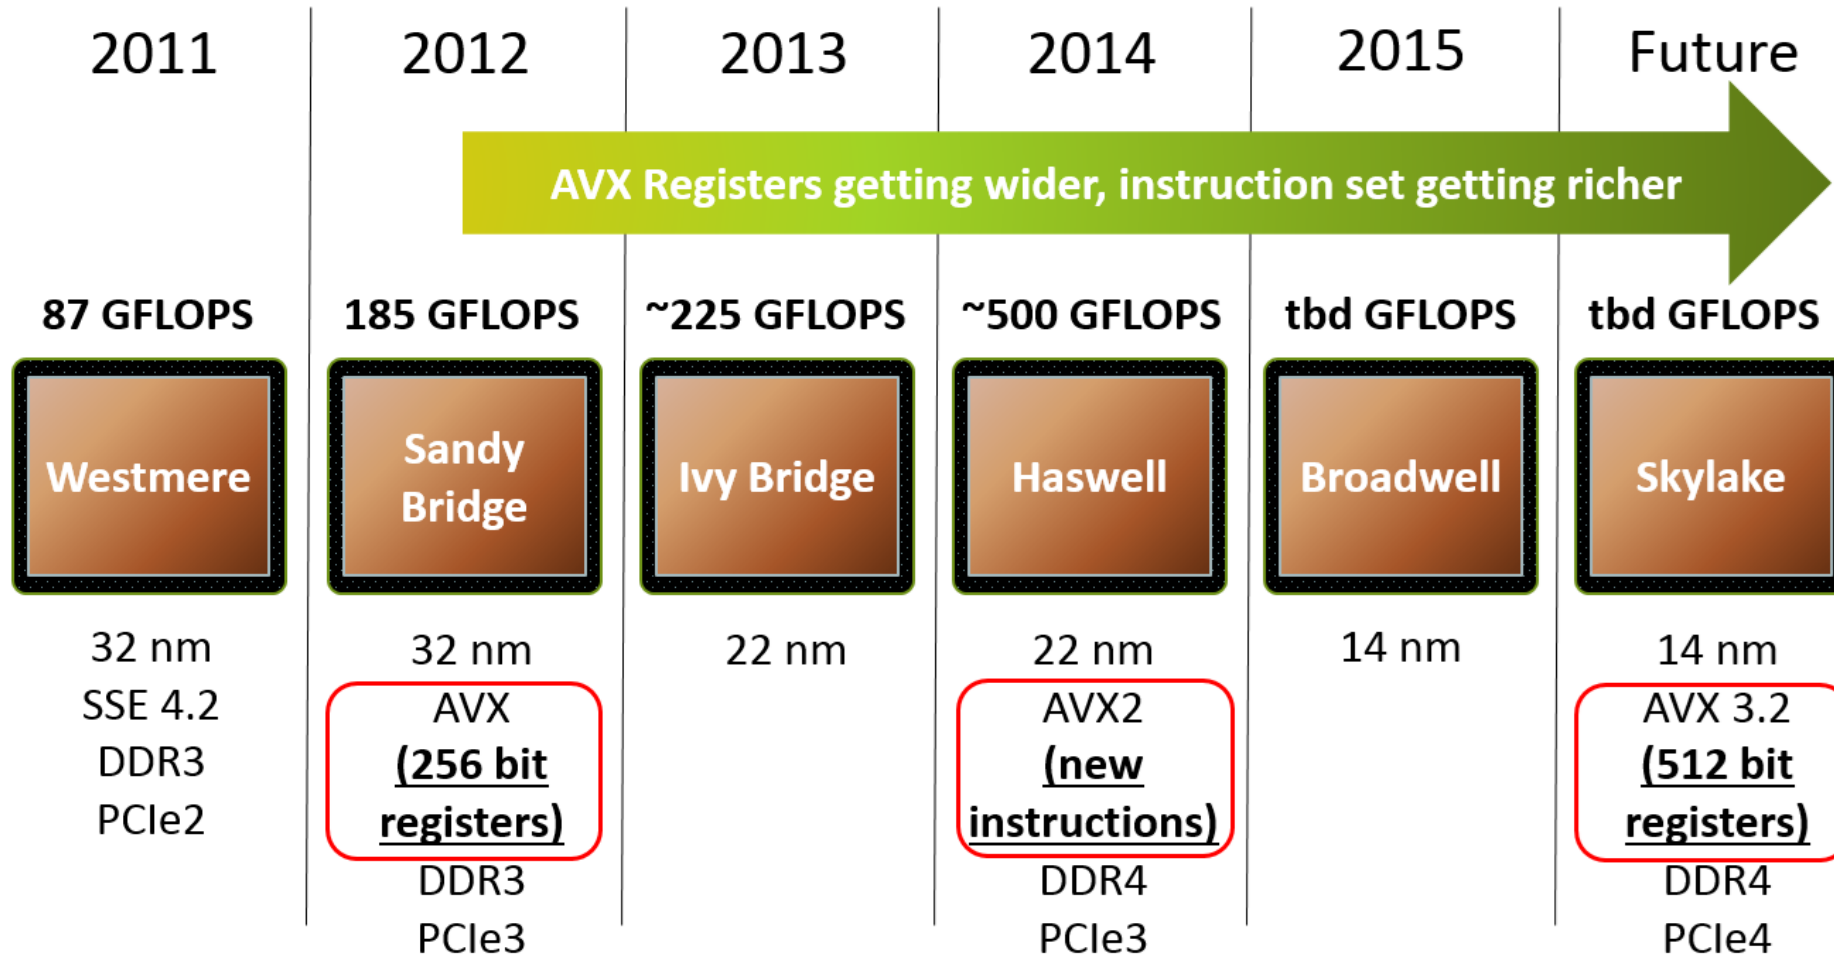 2011
2012
2013
2014
2015
Future
AVX Registers getting wider, instruction set getting richer
87 GFLOPS
185 GFLOPS
~225 GFLOPS
~500 GFLOPS
tbd GFLOPS
tbd GFLOPS
Westmere
Sandy
Bridge
Ivy Bridge
Haswell
Broadwell
Skylake
32 nm
SSE 4.2
DDR3
PCIe2
32 nm
AVX
(256 bit
registers)
DDR3
PCIe3
22 nm
22 nm
AVX2
(new
instructions)
DDR4
PCIe3
14 nm
14 nm
AVX 3.2
(512 bit
registers)
DDR4
PCIe4